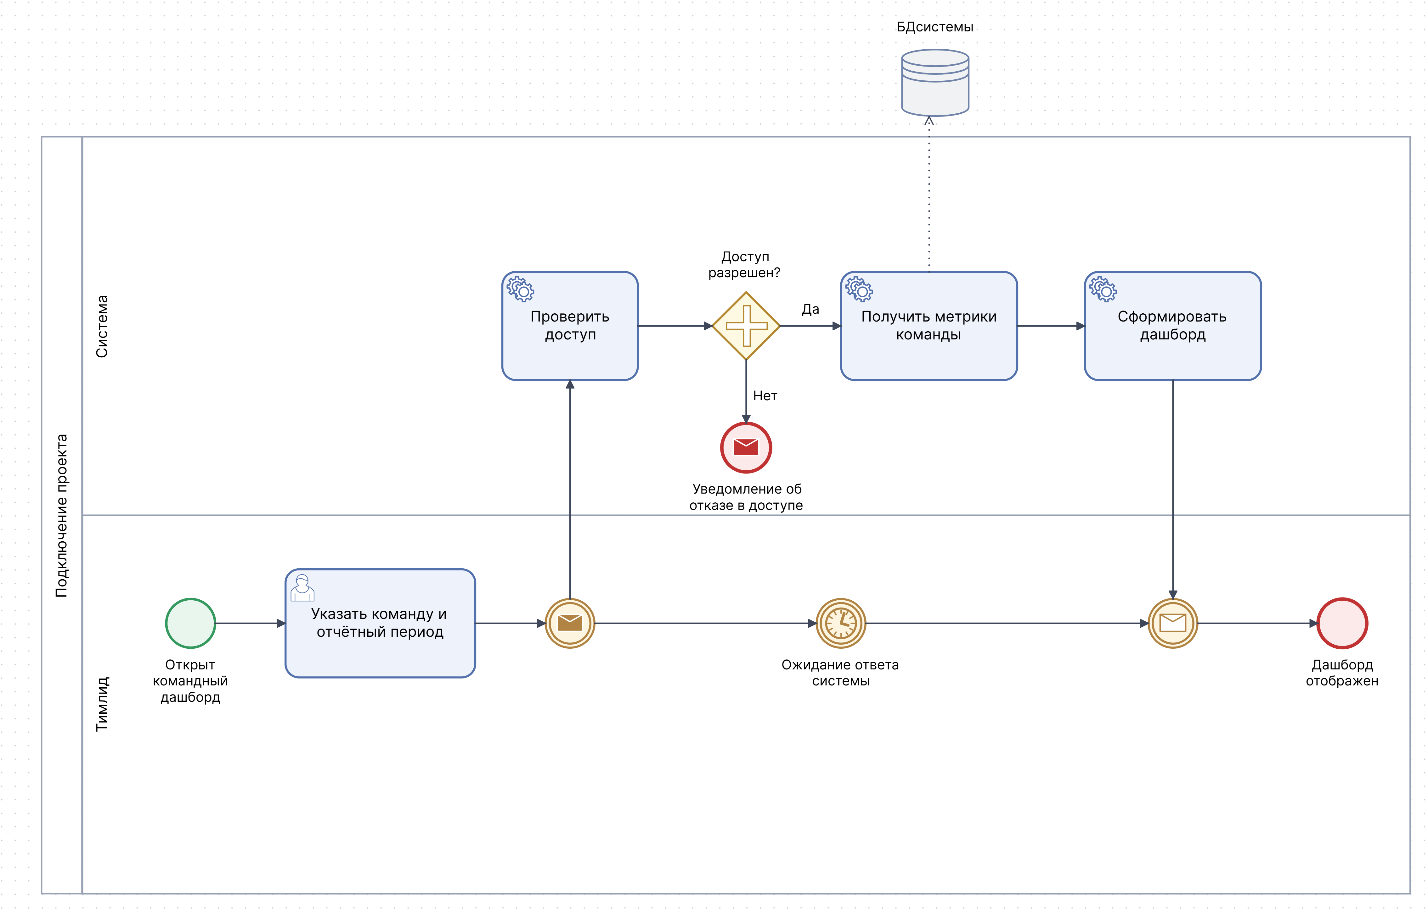 БДсистемы
Подключение проекта
Система
Проверить
доступ
Доступ
разрешен?
Да
Нет
Уведомление об
отказе в доступе
Получить метрики
команды
Сформировать
дашборд
Тимлид
Открыт
командный
дашборд
Указать команду и
отчётный период
Ожидание ответа
системы
Дашборд
отображен